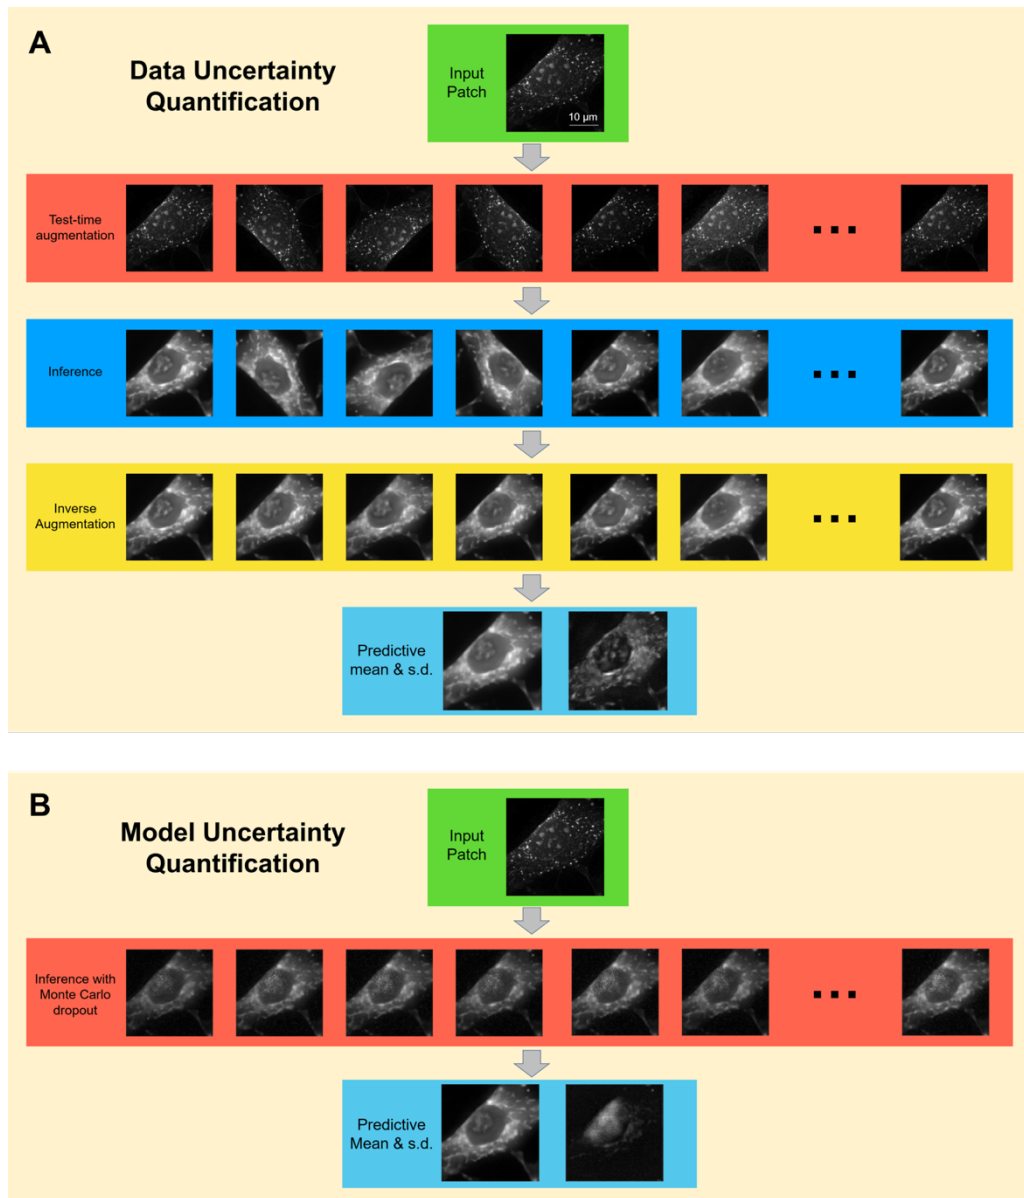 A
Data Uncertainty
Quantification
Input
Patch
10 μm
Test-time
augmentation
Inference
Inverse
Augmentation
Predictive
mean & s.d.
B
Model Uncertainty
Quantification
Input
Patch
Inference with
Monte Carlo
dropout
Predictive
Mean & s.d.